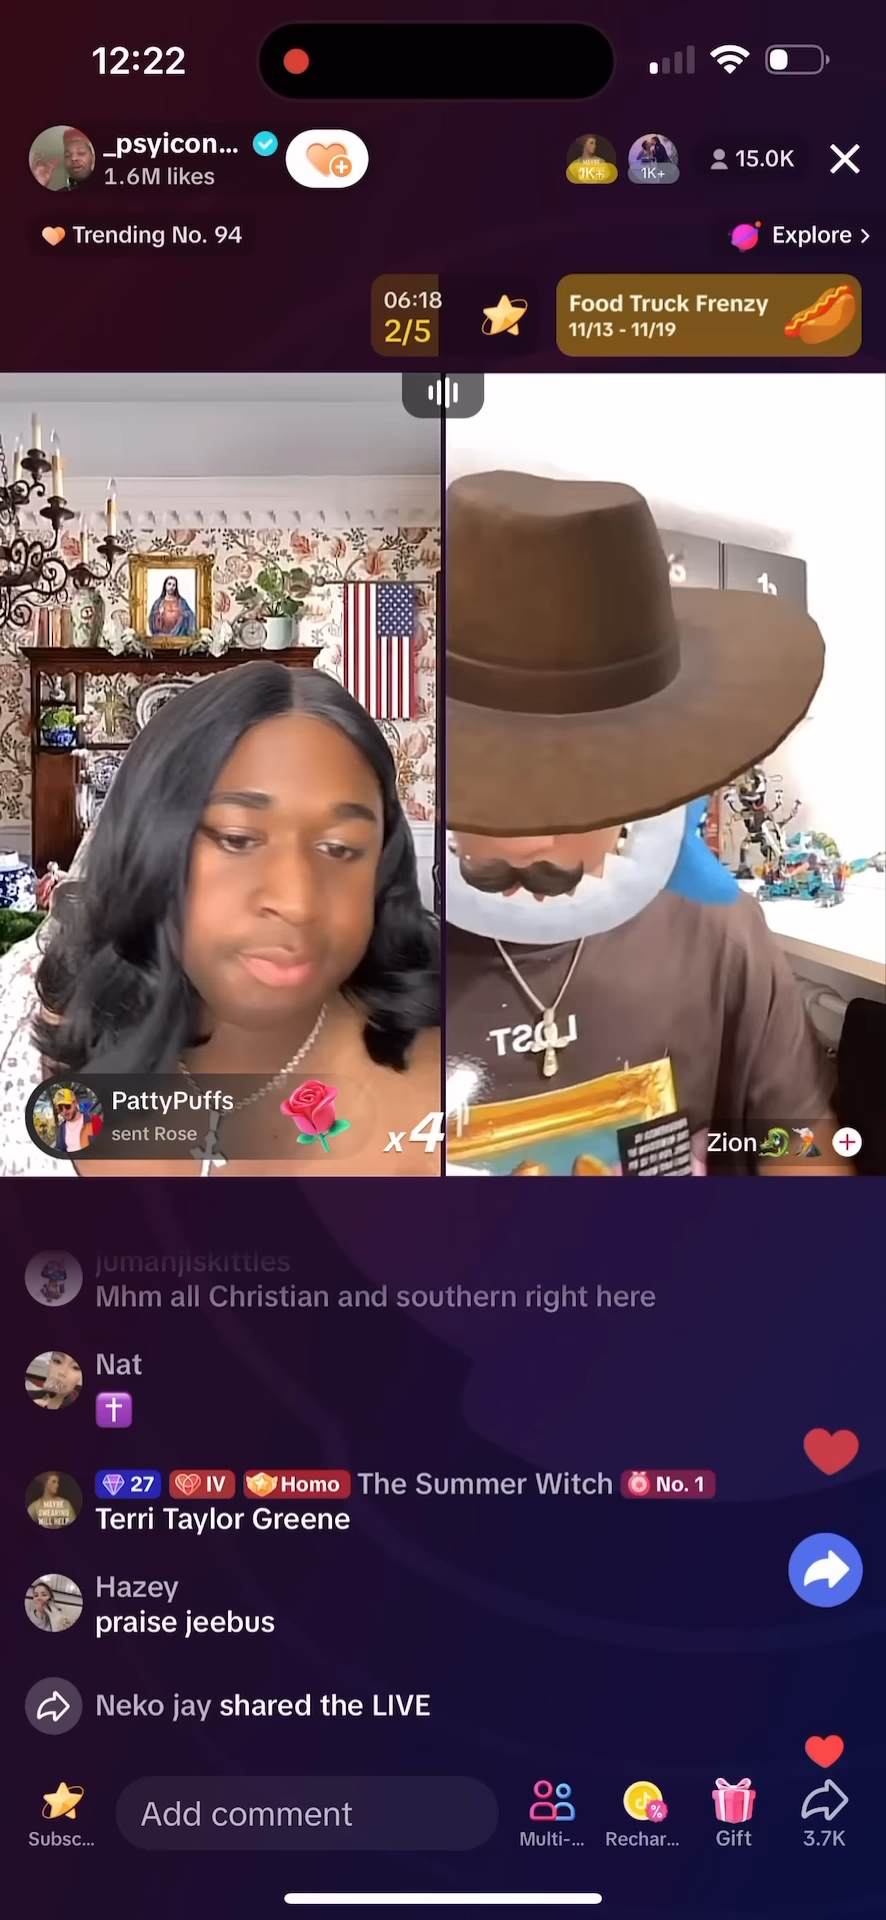 12:22
_psyicon...
1.6M likes
1K+
1K+
15.0K
Trending No. 94
Explore
06:18
2/5
Food Truck Frenzy
11/13 - 11/19
LOST
PattyPuffs
sent Rose
x4
Zion
jumanjiskittles
Mhm all Christian and southern right here
Nat
27 IV Homo The Summer Witch No. 1
Terri Taylor Greene
Hazey
praise jeebus
Neko jay shared the LIVE
Subsc...
Add comment
Multi-...
Rechar...
Gift
3.7K